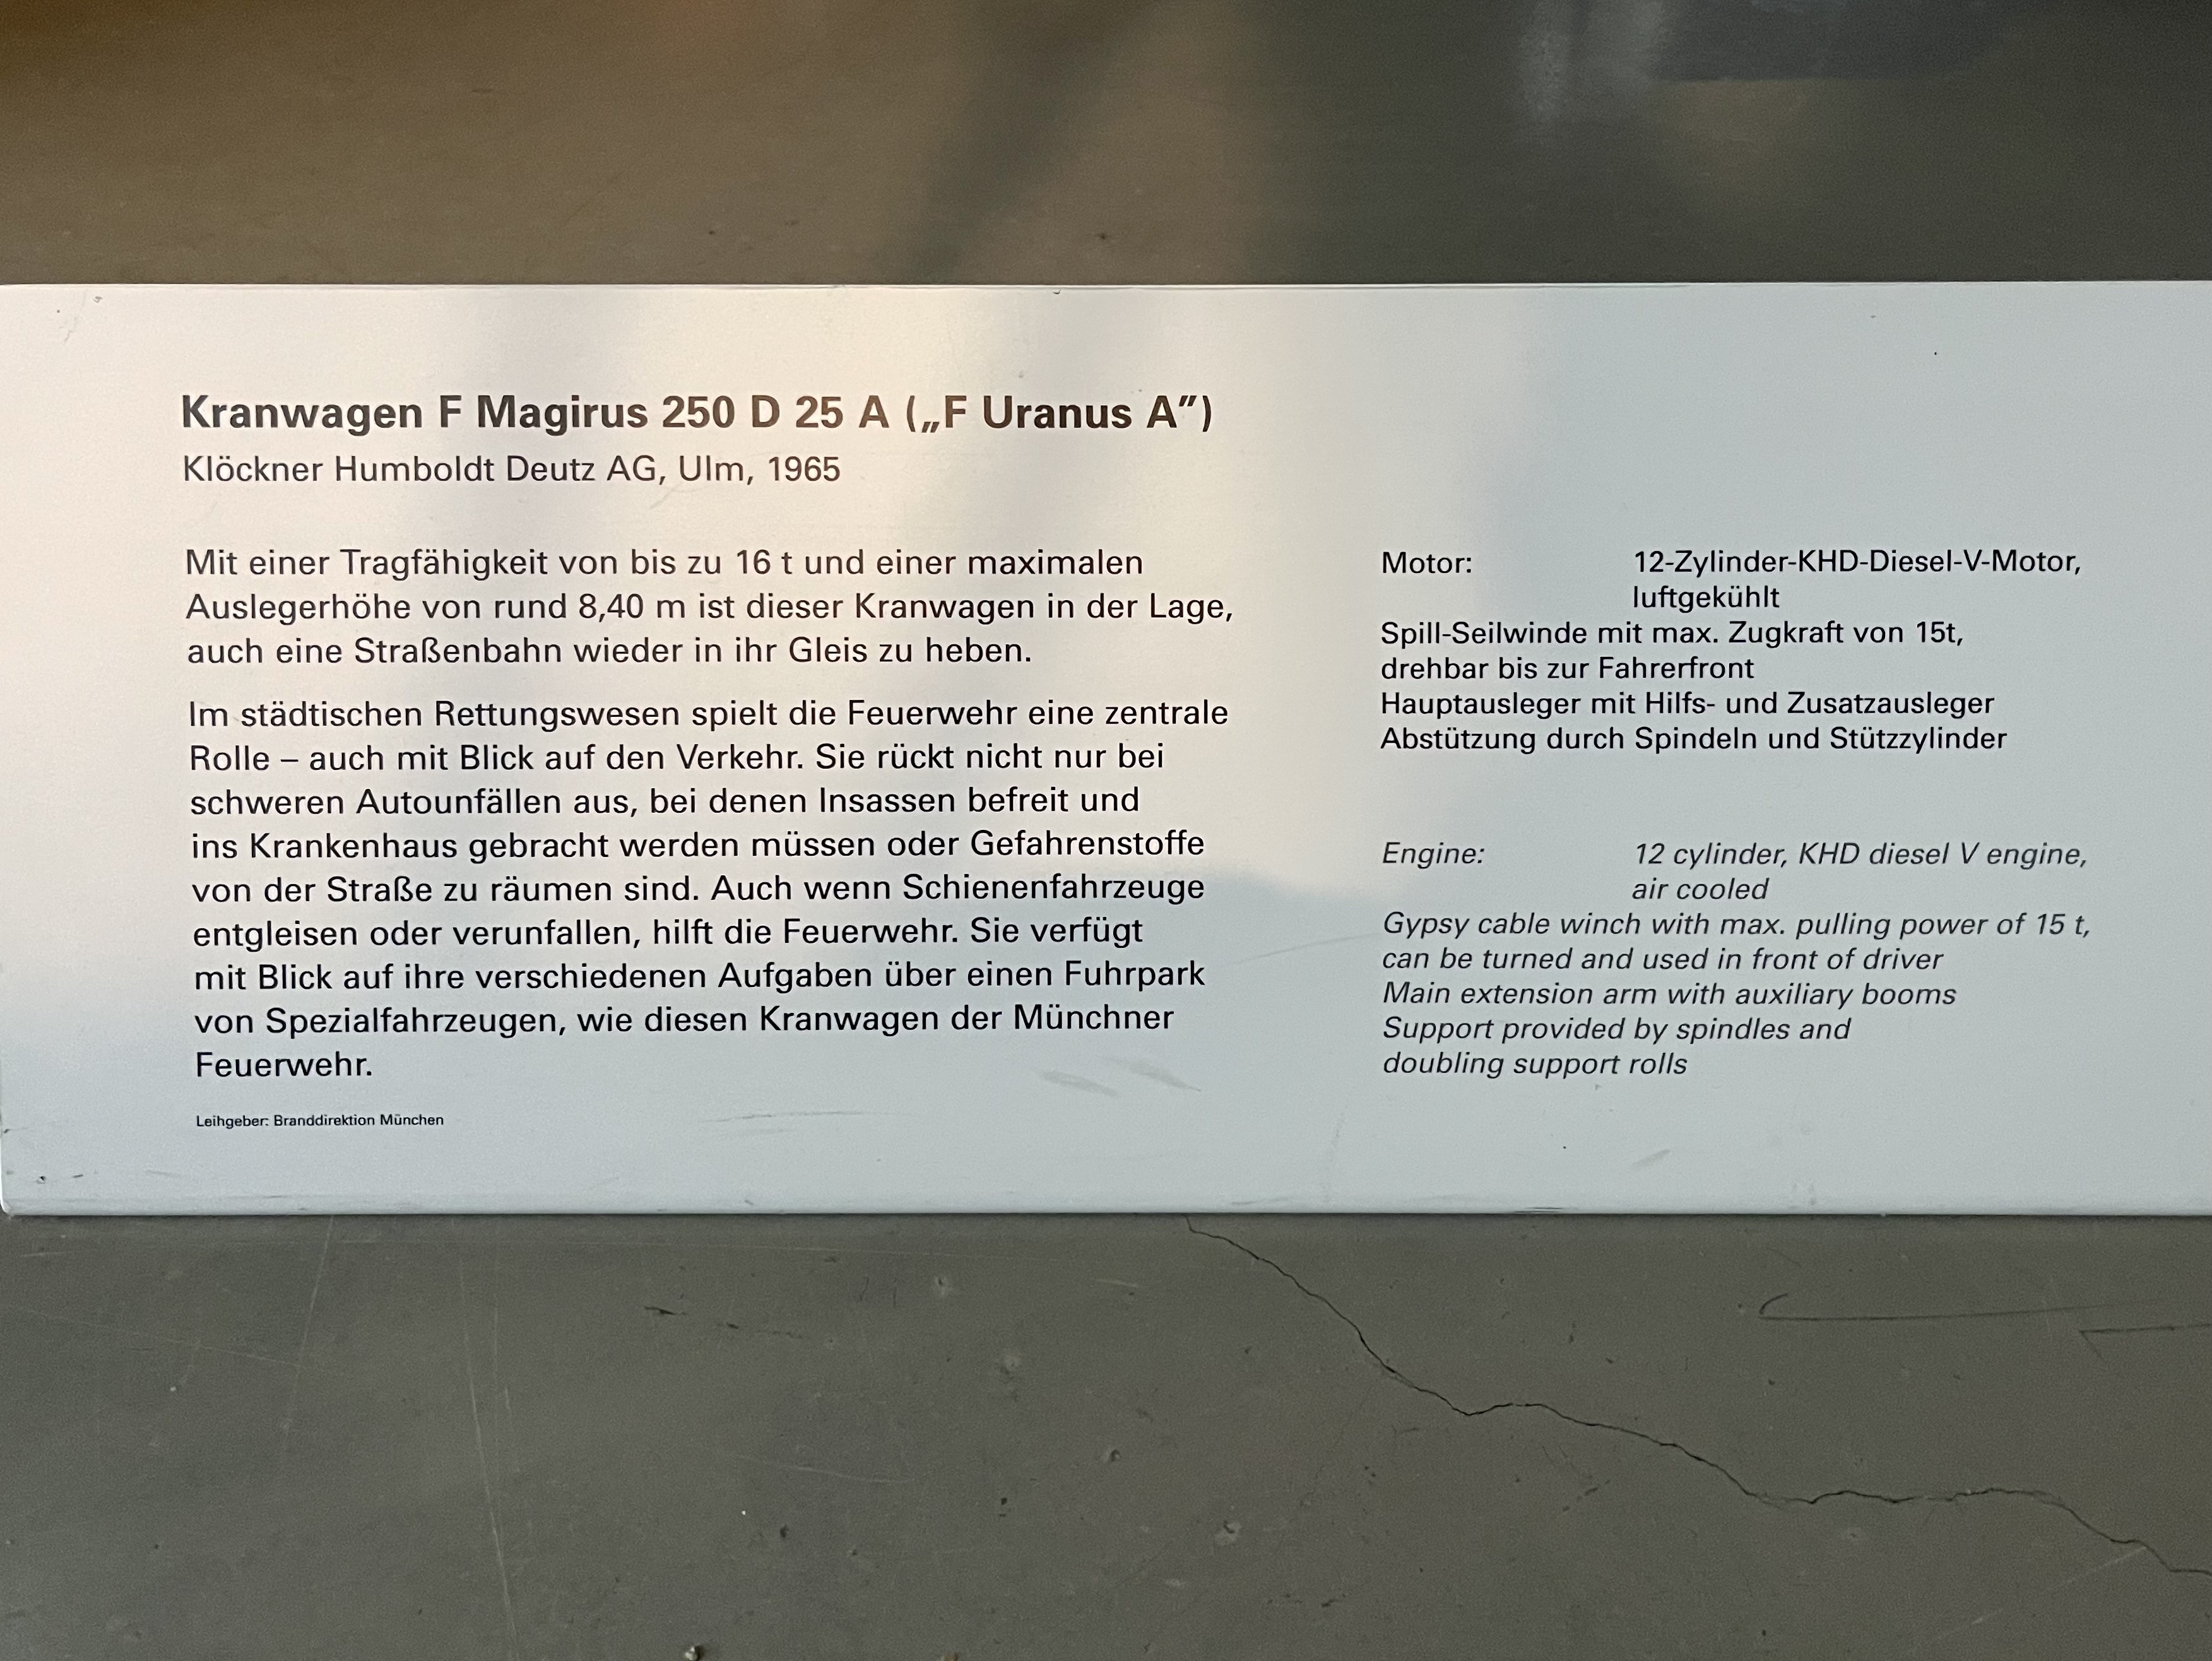 Kranwagen F Magirus 250 D 25 A („F Uranus A”)
Klöckner Humboldt Deutz AG, Ulm, 1965
Mit einer Tragfähigkeit von bis zu 16 t und einer maximalen
Auslegerhöhe von rund 8,40 m ist dieser Kranwagen in der Lage,
auch eine Straßenbahn wieder in ihr Gleis zu heben.
Im städtischen Rettungswesen spielt die Feuerwehr eine zentrale
Rolle – auch mit Blick auf den Verkehr. Sie rückt nicht nur bei
schweren Autounfällen aus, bei denen Insassen befreit und
ins Krankenhaus gebracht werden müssen oder Gefahrenstoffe
von der Straße zu räumen sind. Auch wenn Schienenfahrzeuge
entgleisen oder verunfallen, hilft die Feuerwehr. Sie verfügt
mit Blick auf ihre verschiedenen Aufgaben über einen Fuhrpark
von Spezialfahrzeugen, wie diesen Kranwagen der Münchner
Feuerwehr.
Leihgeber: Branddirektion München
Motor: 12-Zylinder-KHD-Diesel-V-Motor,
luftgekühlt
Spill-Seilwinde mit max. Zugkraft von 15t,
drehbar bis zur Fahrerfront
Hauptausleger mit Hilfs- und Zusatzausleger
Abstützung durch Spindeln und Stützzylinder
Engine: 12 cylinder, KHD diesel V engine,
air cooled
Gypsy cable winch with max. pulling power of 15 t,
can be turned and used in front of driver
Main extension arm with auxiliary booms
Support provided by spindles and
doubling support rolls